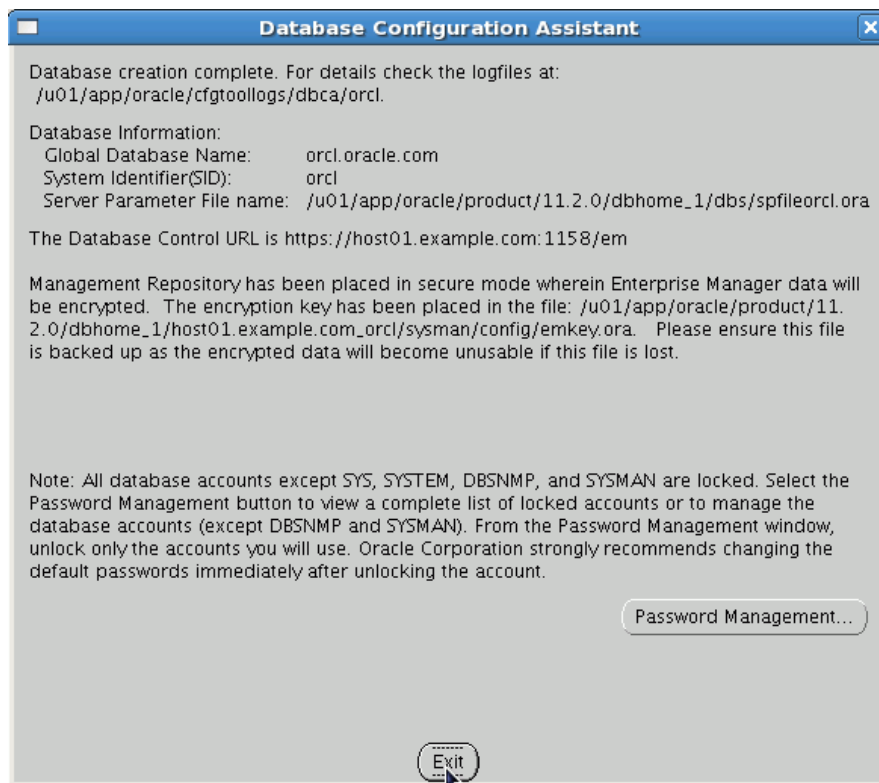 Database Configuration Assistant
Database creation complete. For details check the logfiles at:
/u01/app/oracle/cfgtoollogs/dbca/orcl.
Database Information:
Global Database Name: orcl.oracle.com
System Identifier(SID): orcl
Server Parameter File name: /u01/app/oracle/product/11.2.0/dbhome_1/dbs/spfileorcl.ora
The Database Control URL is https://host01.example.com:1158/em
Management Repository has been placed in secure mode wherein Enterprise Manager data will
be encrypted. The encryption key has been placed in the file: /u01/app/oracle/product/11.
2.0/dbhome_1/host01.example.com_orcl/sysman/config/emkey.ora. Please ensure this file
is backed up as the encrypted data will become unusable if this file is lost.
Note: All database accounts except SYS, SYSTEM, DBSNMP, and SYSMAN are locked. Select the
Password Management button to view a complete list of locked accounts or to manage the
database accounts (except DBSNMP and SYSMAN). From the Password Management window,
unlock only the accounts you will use. Oracle Corporation strongly recommends changing the
default passwords immediately after unlocking the account.
Password Management...
Exit